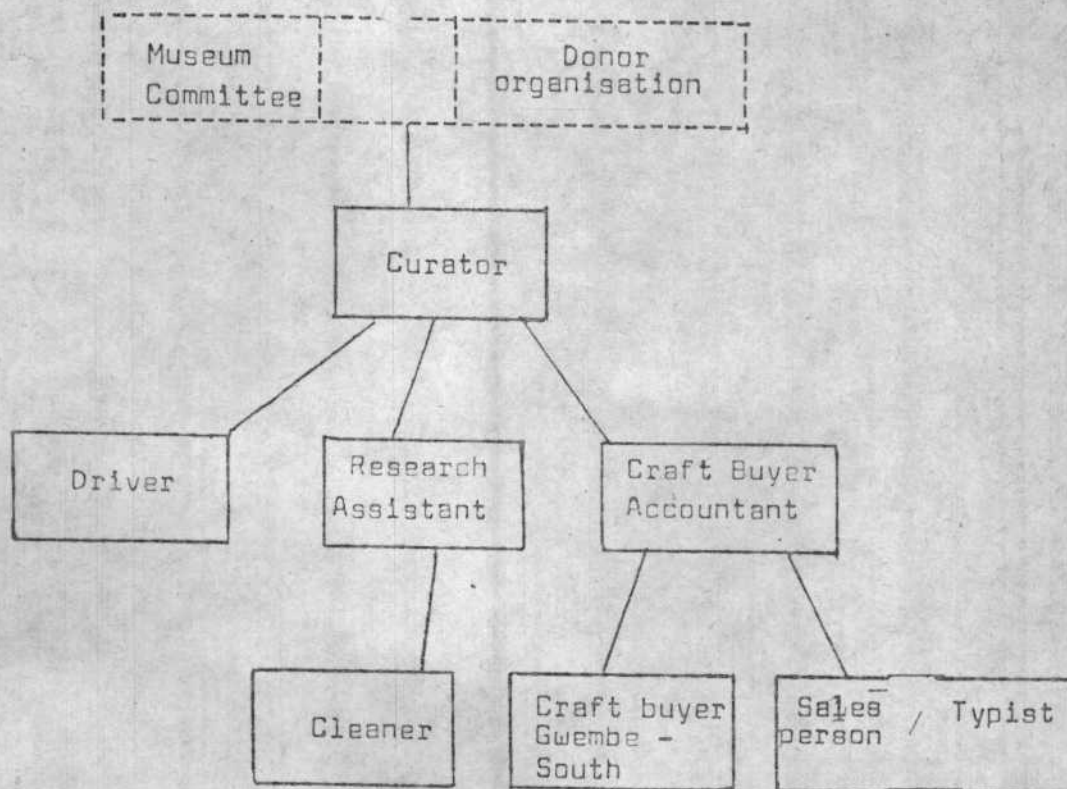 Museum
Committee
Donor
organisation
Curator
Driver
Research
Assistant
Craft Buyer
Accountant
Cleaner
Craft buyer
Gwembe -
South
Sales
person / Typist